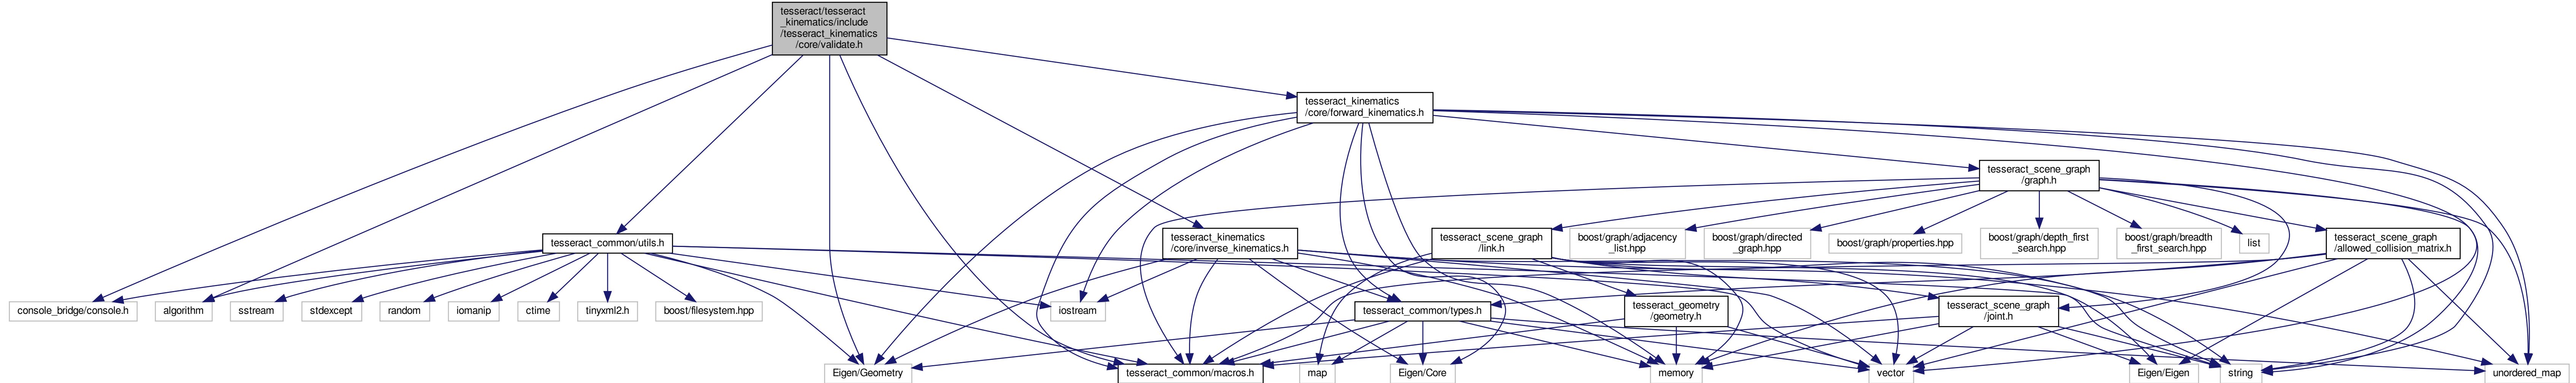 tesseract/tesseract
_kinematics/include
/tesseract_kinematics
/core/validate.h
tesseract_kinematics
/core/forward_kinematics.h
tesseract_scene_graph
/graph.h
tesseract_common/utils.h
tesseract_kinematics
/core/inverse_kinematics.h
tesseract_scene_graph
/link.h
boost/graph/adjacency
_list.hpp
boost/graph/directed
_graph.hpp
boost/graph/properties.hpp
boost/graph/depth_first
_search.hpp
boost/graph/breadth
_first_search.hpp
list
tesseract_scene_graph
/allowed_collision_matrix.h
console_bridge/console.h
algorithm
sstream
stdexcept
random
iomanip
ctime
tinyxml2.h
boost/filesystem.hpp
iostream
tesseract_common/types.h
tesseract_geometry
/geometry.h
tesseract_scene_graph
/joint.h
Eigen/Geometry
tesseract_common/macros.h
map
Eigen/Core
memory
vector
Eigen/Eigen
string
unordered_map